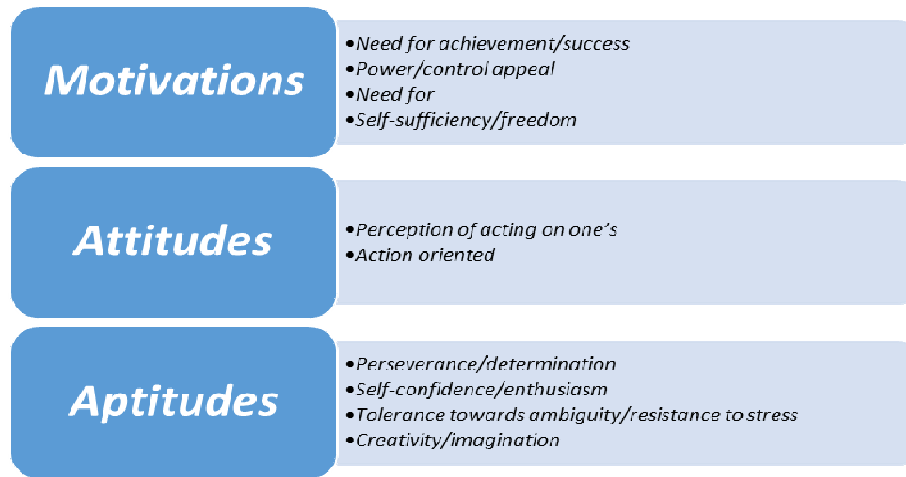 Motivations
•Need for achievement/success
•Power/control appeal
•Need for
•Self-sufficiency/freedom
Attitudes
•Perception of acting on one's
•Action oriented
Aptitudes
•Perseverance/determination
•Self-confidence/enthusiasm
•Tolerance towards ambiguity/resistance to stress
•Creativity/imagination